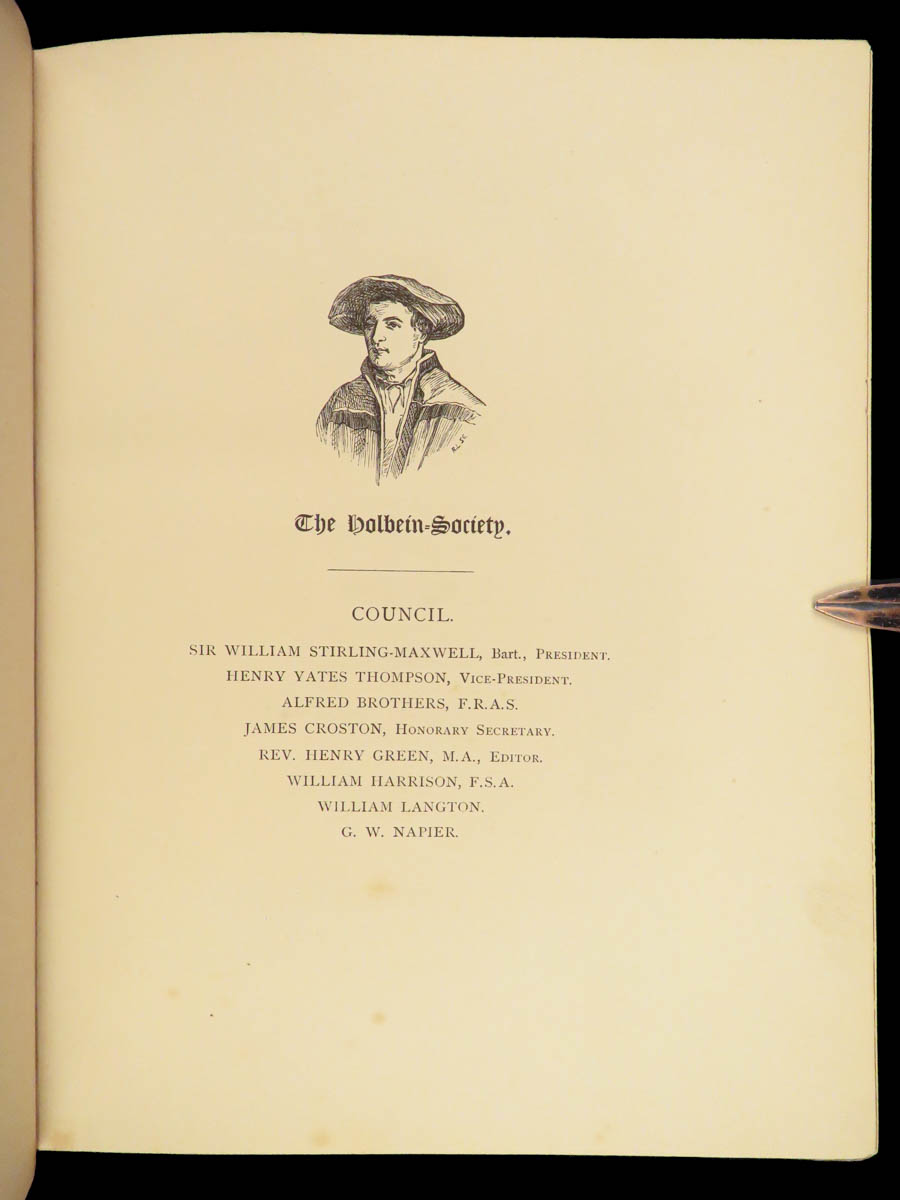 The Holbein-Society.
COUNCIL.
SIR WILLIAM STIRLING-MAXWELL, Bart., PRESIDENT.
HENRY YATES THOMPSON, VICE-PRESIDENT.
ALFRED BROTHERS, F.R.A.S.
JAMES CROSTON, HONORARY SECRETARY.
REV. HENRY GREEN, M.A., EDITOR.
WILLIAM HARRISON, F.S.A.
WILLIAM LANGTON.
G. W. NAPIER.